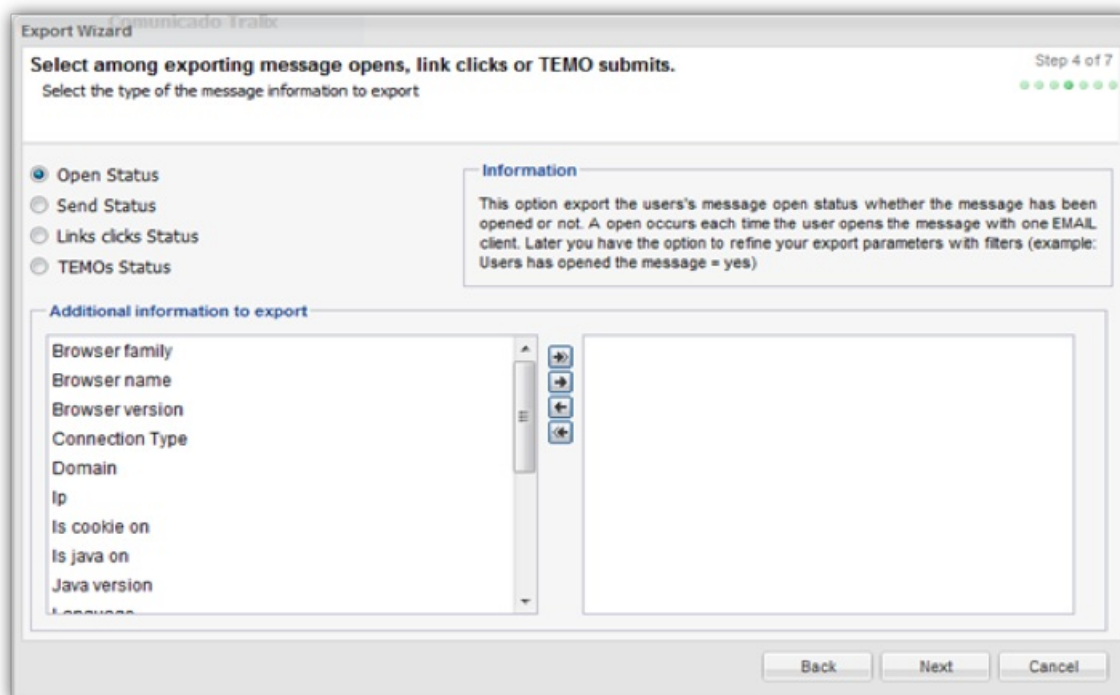 Comunicado Tralix
Export Wizard
Select among exporting message opens, link clicks or TEMO submits.
Step 4 of 7
Select the type of the message information to export
Open Status
Send Status
Links clicks Status
TEMOs Status
Information
This option export the users's message open status whether the message has been
opened or not. A open occurs each time the user opens the message with one EMAIL
client. Later you have the option to refine your export parameters with filters (example:
Users has opened the message = yes)
Additional information to export
Browser family
Browser name
Browser version
Connection Type
Domain
Ip
Is cookie on
Is java on
Java version
Language
Back
Next
Cancel